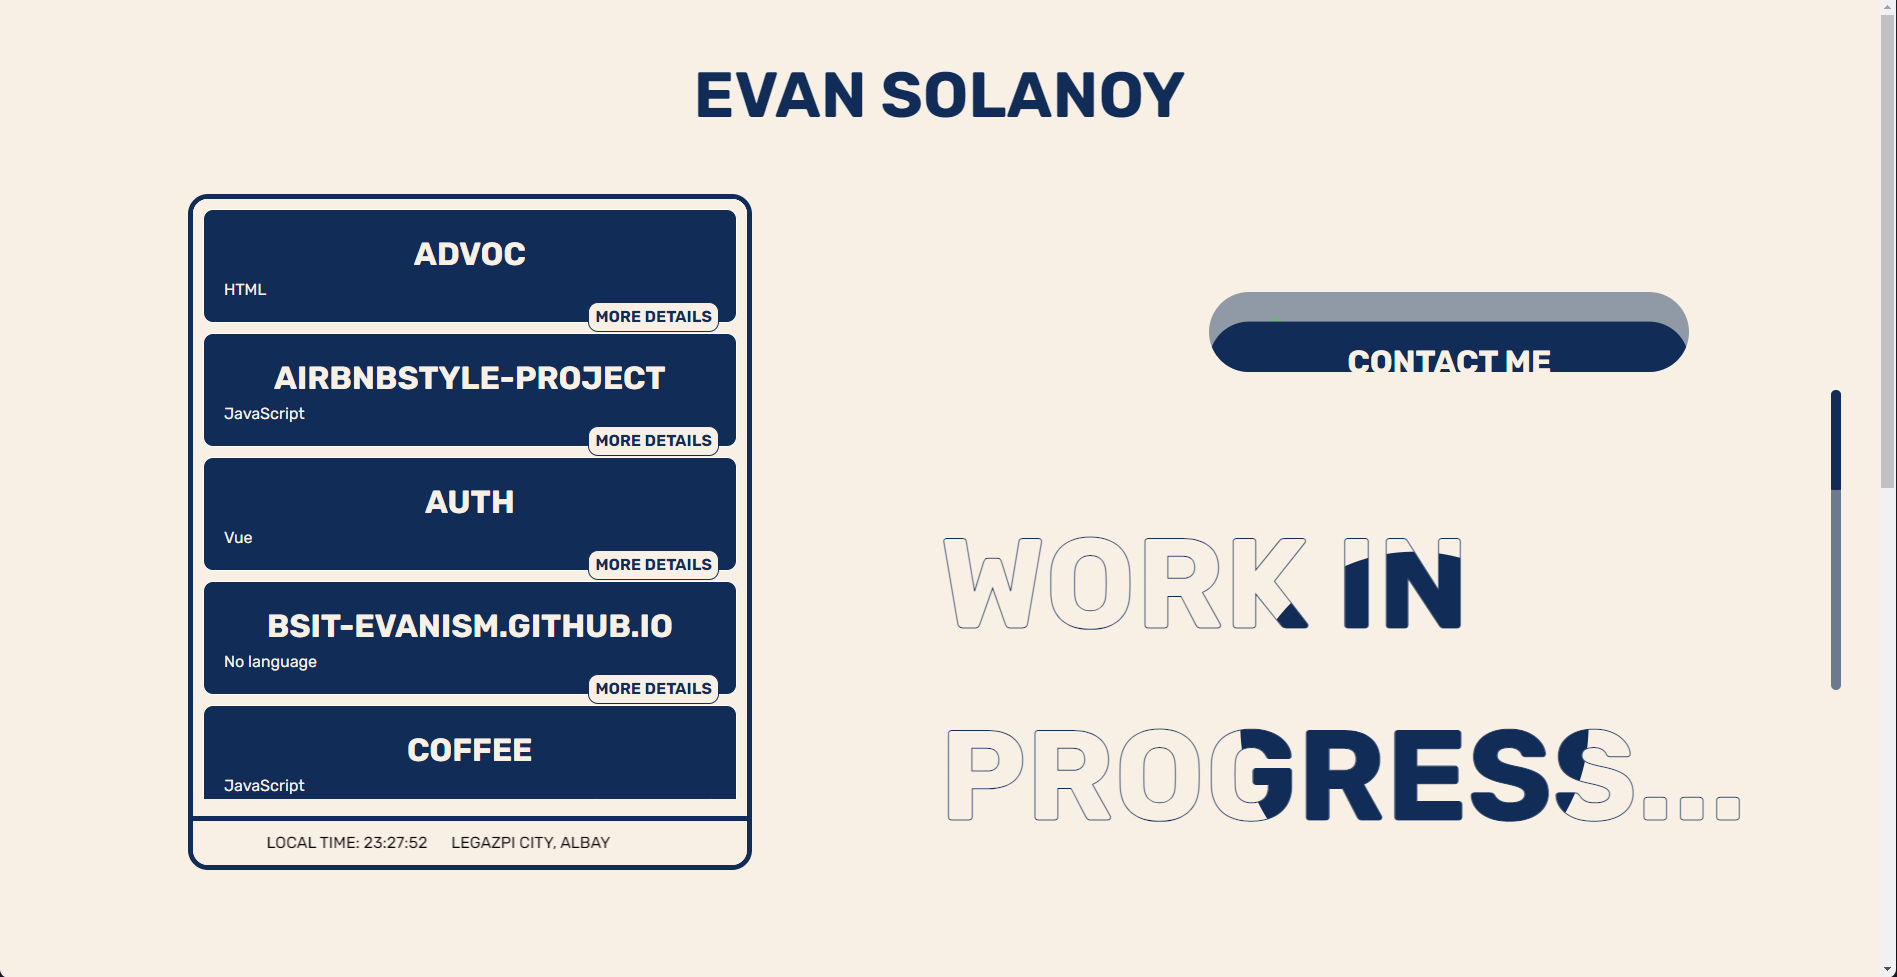 EVAN SOLANOY
ADVOC
HTML
MORE DETAILS
AIRBNBSTYLE-PROJECT
JavaScript
MORE DETAILS
AUTH
Vue
MORE DETAILS
BSIT-EVANISM.GITHUB.IO
No language
MORE DETAILS
COFFEE
JavaScript
LOCAL TIME: 23:27:52 LEGAZPI CITY, ALBAY
CONTACT ME
WORK IN
PROGRESS...